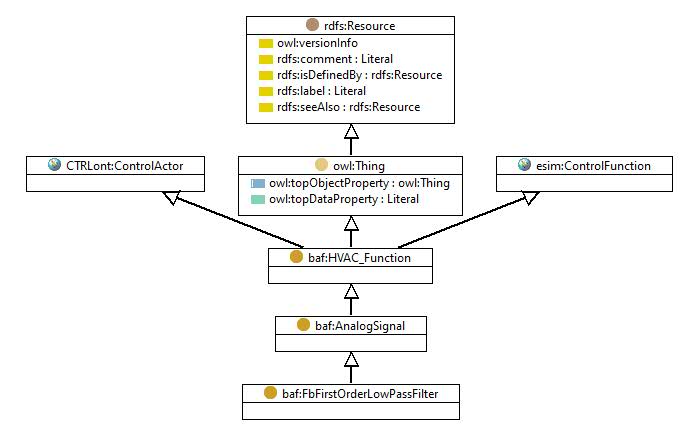 rdfs:Resource
owl:versionInfo
rdfs:comment : Literal
rdfs:isDefinedBy : rdfs:Resource
rdfs:label : Literal
rdfs:seeAlso : rdfs:Resource
CTRLont:ControlActor
owl:Thing
owl:topObjectProperty : owl:Thing
owl:topDataProperty : Literal
esim:ControlFunction
baf:HVAC_Function
baf:AnalogSignal
baf:FbFirstOrderLowPassFilter